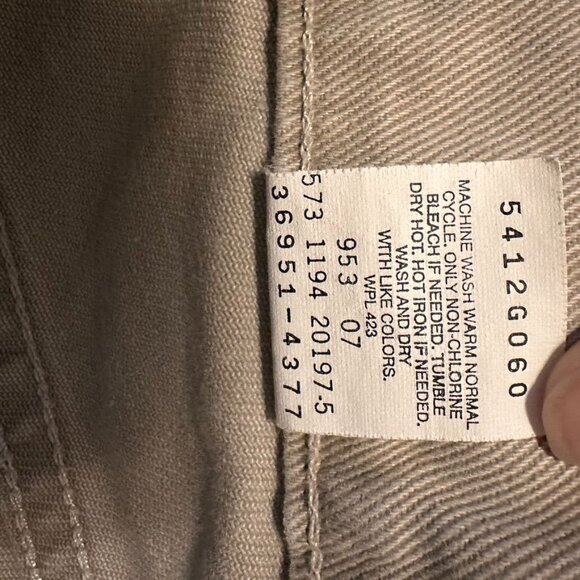 5412G060
MACHINE WASH WARM NORMAL
CYCLE. ONLY NON-CHLORINE
BLEACH IF NEEDED. TUMBLE
DRY HOT. HOT IRON IF NEEDED.
WASH AND DRY
WITH LIKE COLORS.
WPL 423
953 07
573 1194 20197-5
36951-4377